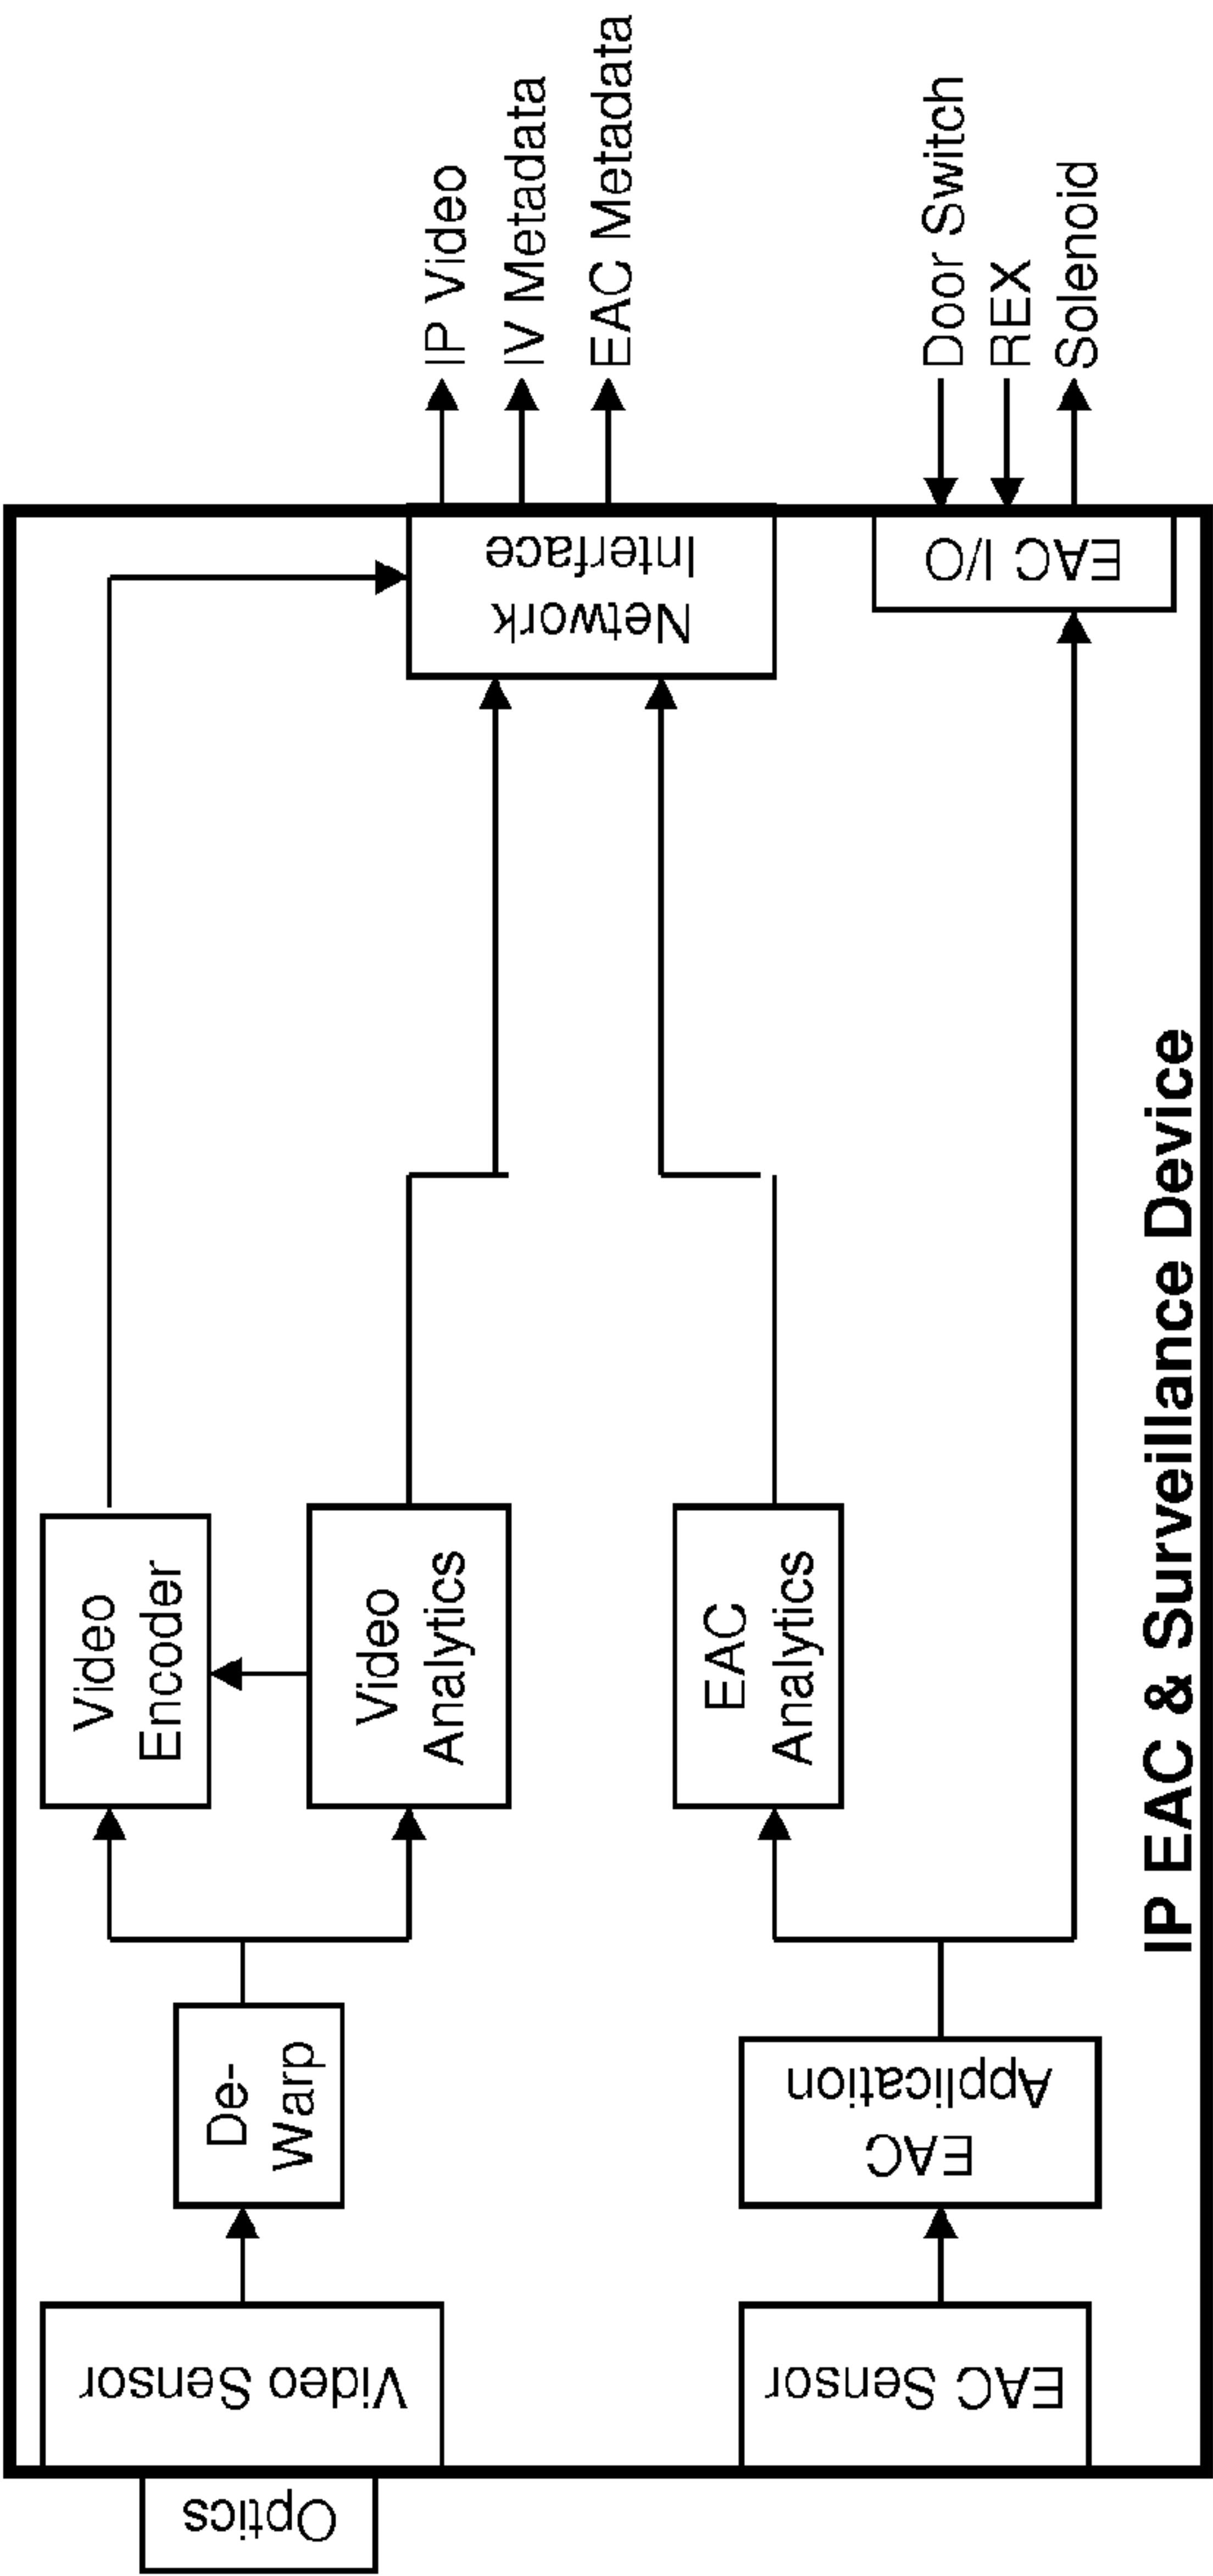 Optics
Video Sensor
De-
Warp
Video
Encoder
Video
Analytics
Network
Interface
IP Video
IV Metadata
EAC Metadata
EAC Sensor
EAC
Application
EAC
Analytics
EAC I/O
Door Switch
REX
Solenoid
IP EAC & Surveillance Device